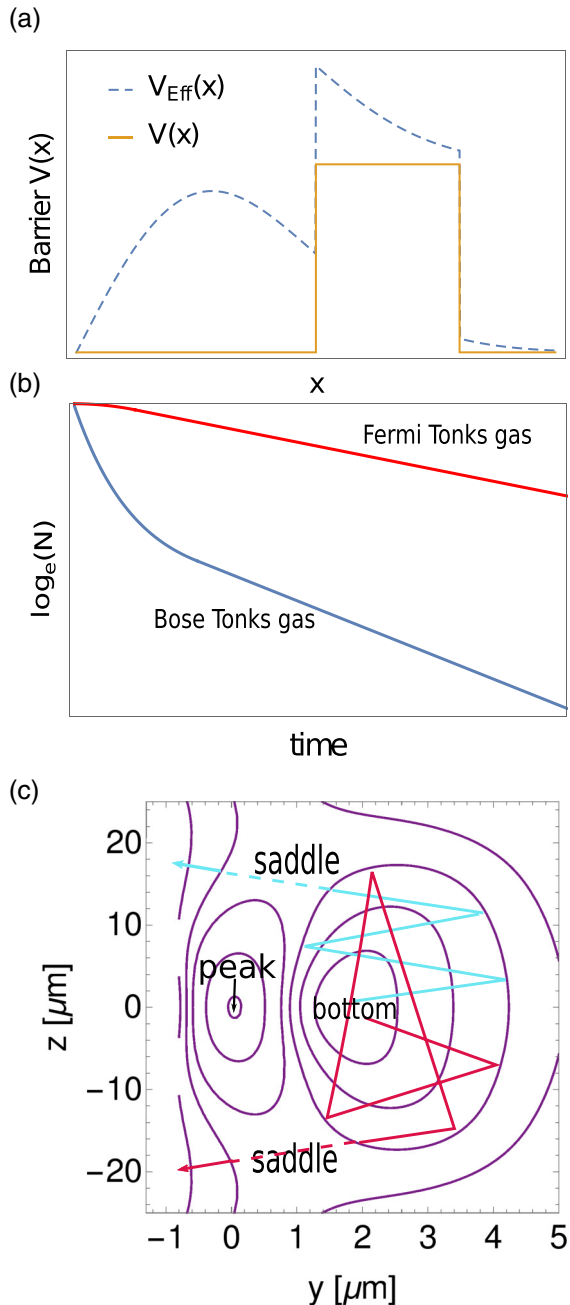 (a)
V_Eff(x)
V(x)
Barrier V(x)
x
(b)
Fermi Tonks gas
Bose Tonks gas
log_e(N)
time
(c)
saddle
peak
bottom
saddle
z [μm]
20
10
0
−10
−20
−1 0 1 2 3 4 5
y [μm]